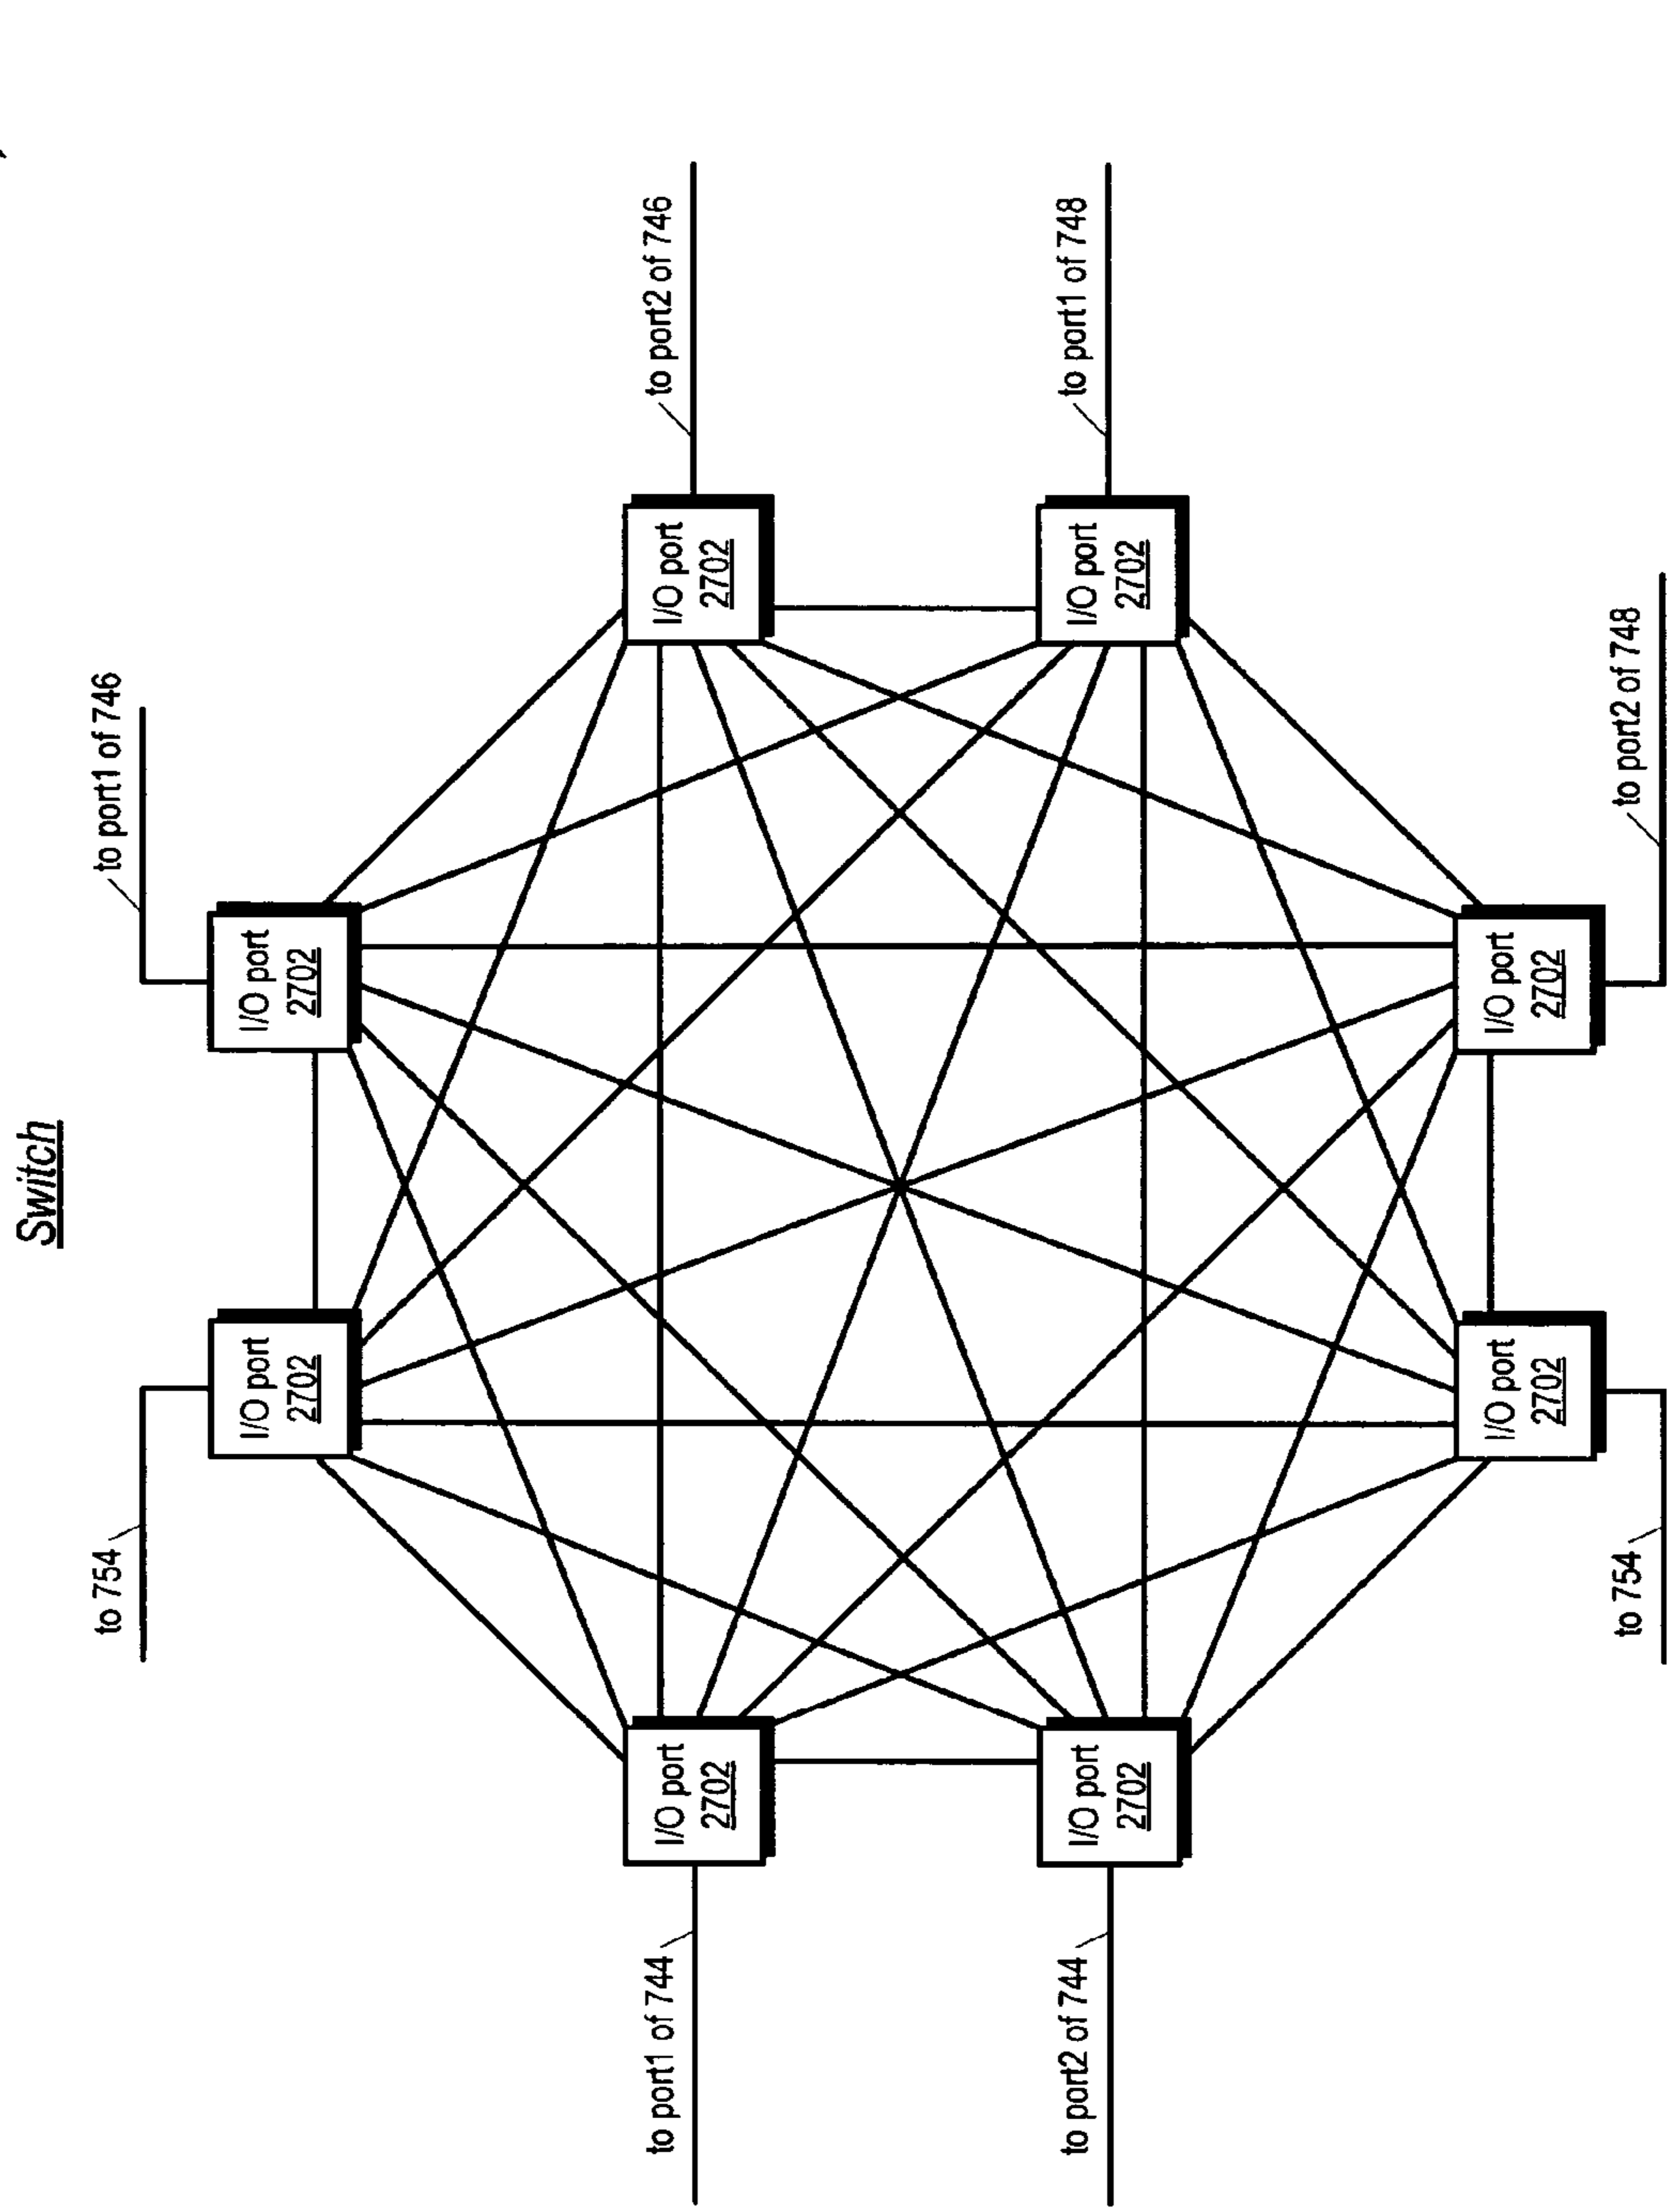 Switch
to 754
to port1 of 746
I/O port
2702
I/O port
2702
to port1 of 744
I/O port
2702
I/O port
2702
to port2 of 746
to port2 of 744
I/O port
2702
I/O port
2702
to port1 of 748
I/O port
2702
I/O port
2702
to 754
to port2 of 748